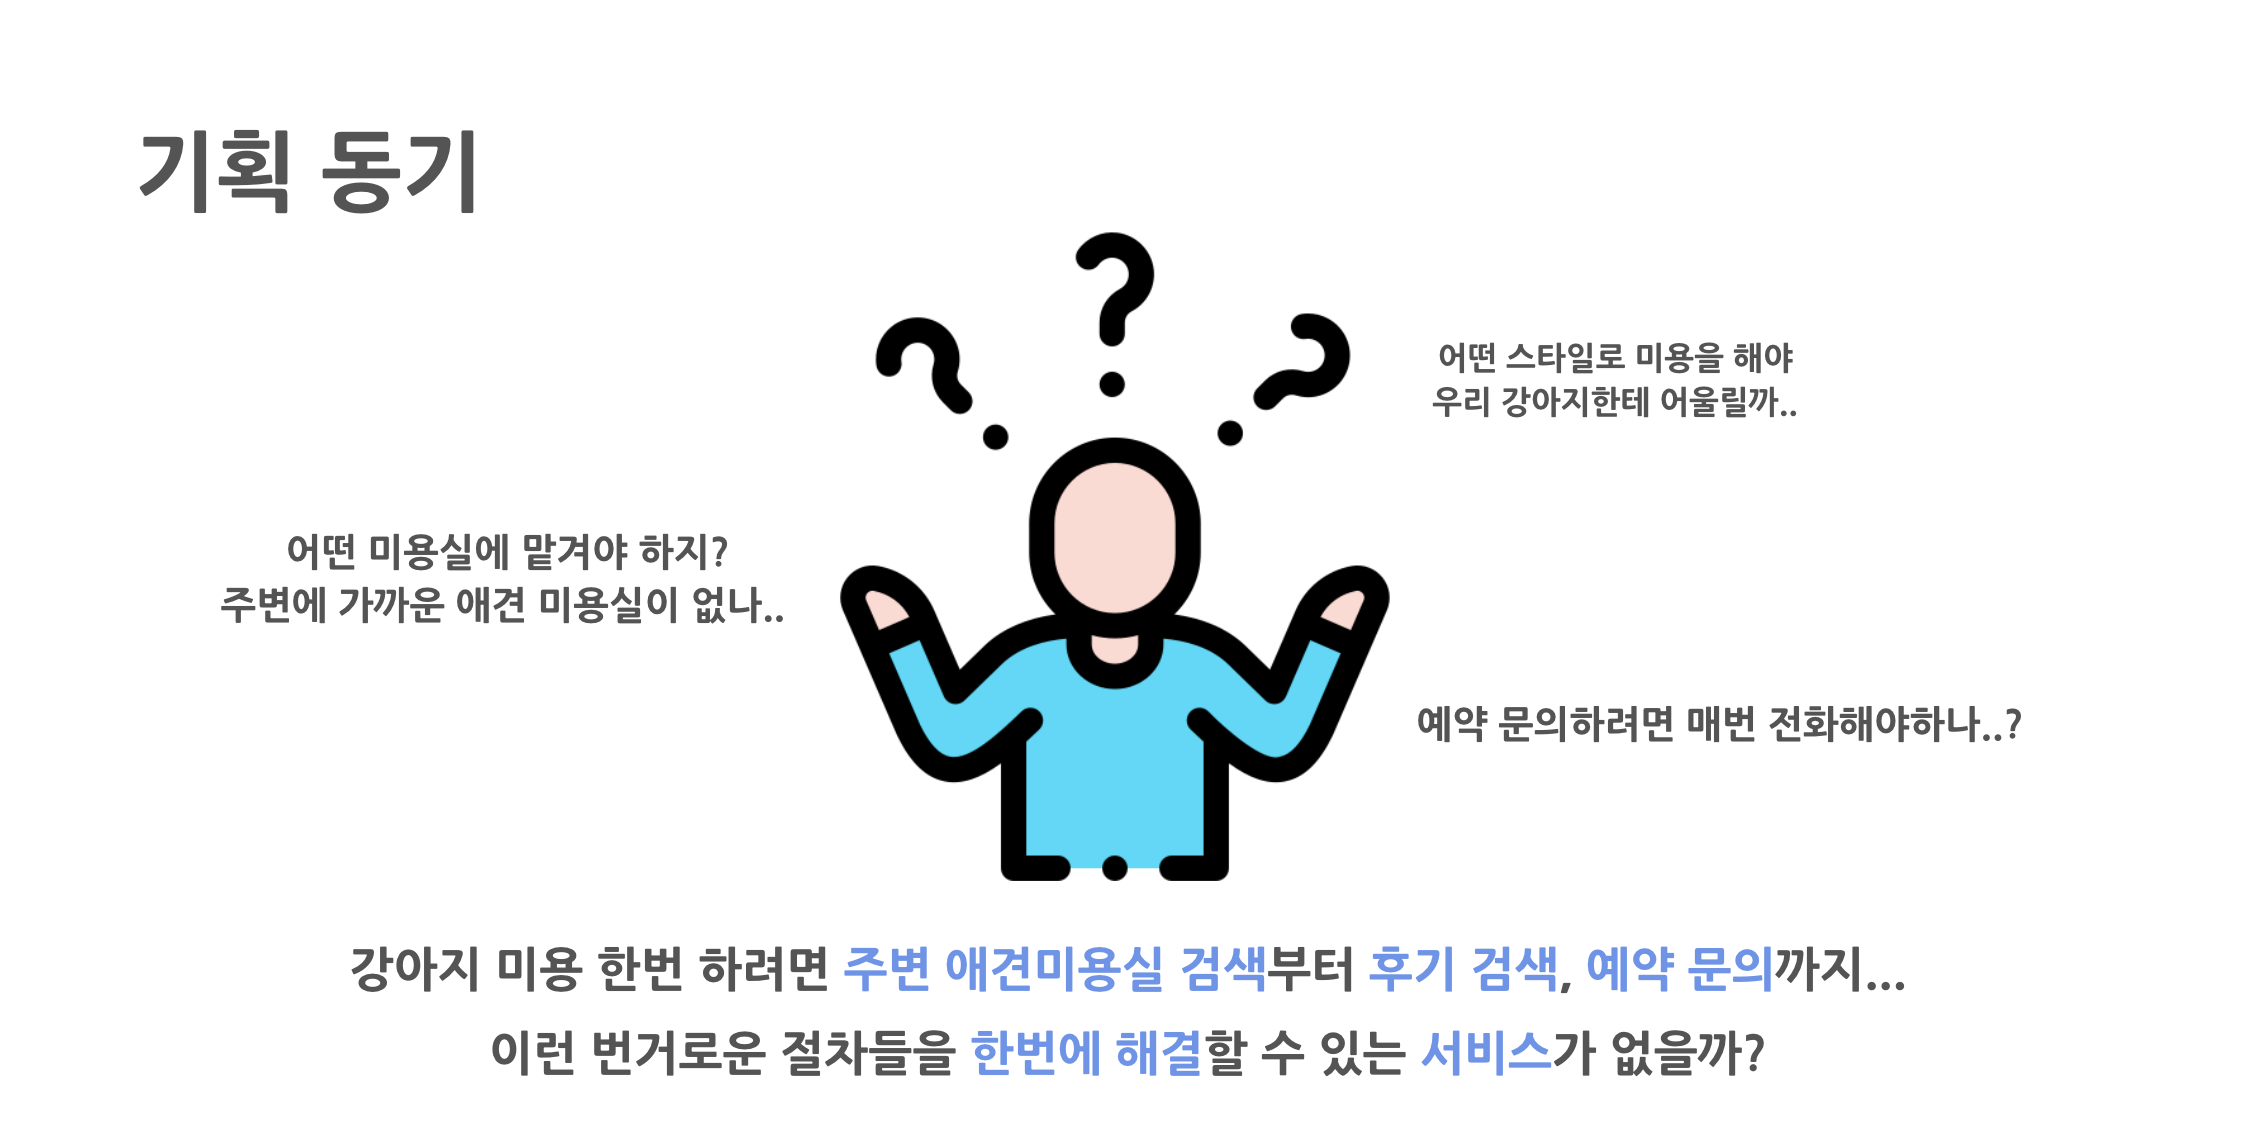 기획 동기
어떤 스타일로 미용을 해야
우리 강아지한테 어울릴까..
어떤 미용실에 맡겨야 하지?
주변에 가까운 애견 미용실이 없나..
예약 문의하려면 매번 전화해야하나..?
강아지 미용 한번 하려면 주변 애견미용실 검색부터 후기 검색, 예약 문의까지...
이런 번거로운 절차들을 한번에 해결할 수 있는 서비스가 없을까?